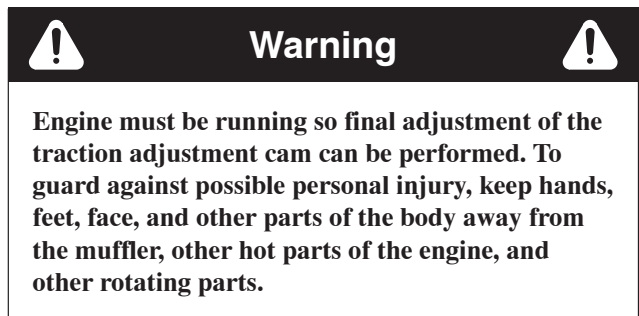 Warning
Engine must be running so final adjustment of the
traction adjustment cam can be performed. To
guard against possible personal injury, keep hands,
feet, face, and other parts of the body away from
the muffler, other hot parts of the engine, and
other rotating parts.